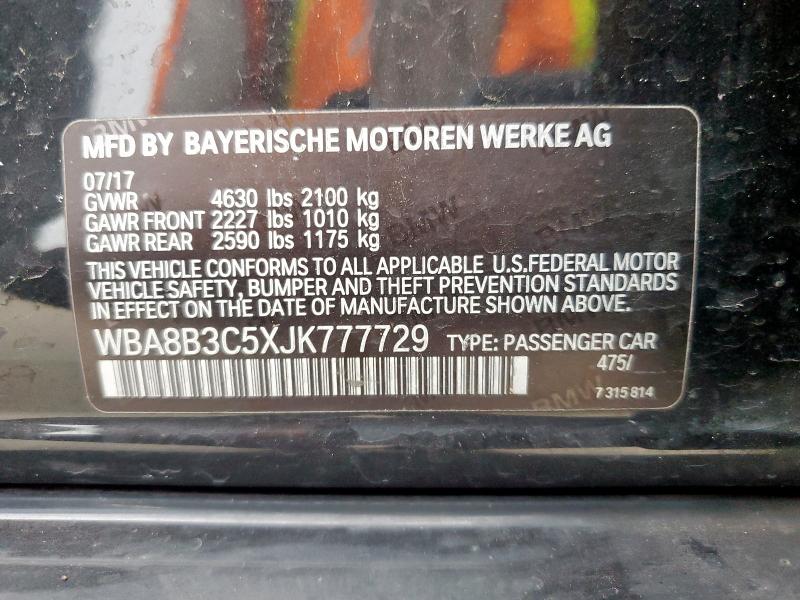 MFD BY BAYERISCHE MOTOREN WERKE AG
07/17
GVWR 4630 lbs 2100 kg
GAWR FRONT 2227 lbs 1010 kg
GAWR REAR 2590 lbs 1175 kg
THIS VEHICLE CONFORMS TO ALL APPLICABLE U.S.FEDERAL MOTOR
VEHICLE SAFETY, BUMPER AND THEFT PREVENTION STANDARDS
IN EFFECT ON THE DATE OF MANUFACTURE SHOWN ABOVE.
WBA8B3C5XJK777729 TYPE: PASSENGER CAR
475/
7 315 814